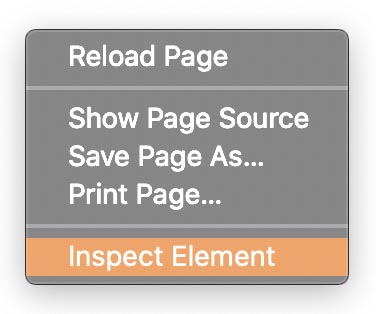 Reload Page
Show Page Source
Save Page As...
Print Page...
Inspect Element